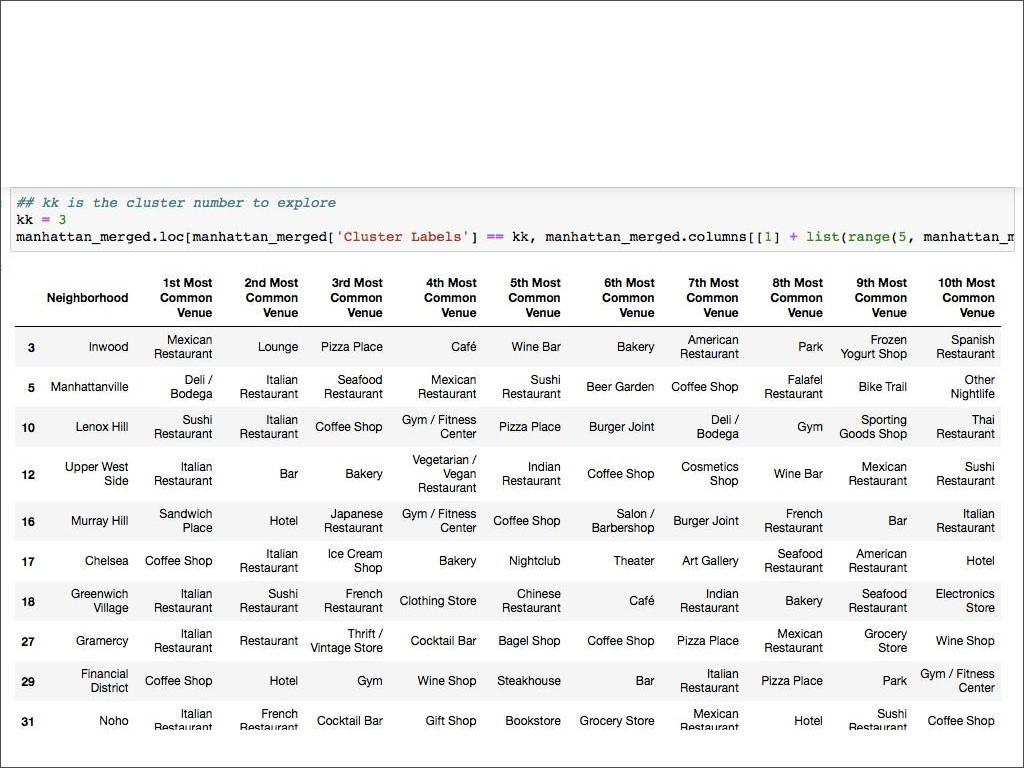 ## kk is the cluster number to explore
kk = 3
manhattan_merged.loc[manhattan_merged['Cluster Labels'] == kk, manhattan_merged.columns[[1] + list(range(5, manhattan_m
Neighborhood 1st Most Common Venue 2nd Most Common Venue 3rd Most Common Venue 4th Most Common Venue 5th Most Common Venue 6th Most Common Venue 7th Most Common Venue 8th Most Common Venue 9th Most Common Venue 10th Most Common Venue
3 Inwood Mexican Restaurant Lounge Pizza Place Café Wine Bar Bakery American Restaurant Park Frozen Yogurt Shop Spanish Restaurant
5 Manhattanville Deli / Bodega Italian Restaurant Seafood Restaurant Mexican Restaurant Sushi Restaurant Beer Garden Coffee Shop Falafel Restaurant Bike Trail Other Nightlife
10 Lenox Hill Sushi Restaurant Italian Restaurant Coffee Shop Gym / Fitness Center Pizza Place Burger Joint Deli / Bodega Gym Sporting Goods Shop Thai Restaurant
12 Upper West Side Italian Restaurant Bar Bakery Vegetarian / Vegan Restaurant Indian Restaurant Coffee Shop Cosmetics Shop Wine Bar Mexican Restaurant Sushi Restaurant
16 Murray Hill Sandwich Place Hotel Japanese Restaurant Gym / Fitness Center Coffee Shop Salon / Barbershop Burger Joint French Restaurant Bar Italian Restaurant
17 Chelsea Coffee Shop Italian Restaurant Ice Cream Shop Bakery Nightclub Theater Art Gallery Seafood Restaurant American Restaurant Hotel
18 Greenwich Village Italian Restaurant Sushi Restaurant French Restaurant Clothing Store Chinese Restaurant Café Indian Restaurant Bakery Seafood Restaurant Electronics Store
27 Gramercy Italian Restaurant Restaurant Thrift / Vintage Store Cocktail Bar Bagel Shop Coffee Shop Pizza Place Mexican Restaurant Grocery Store Wine Shop
29 Financial District Coffee Shop Hotel Gym Wine Shop Steakhouse Bar Italian Restaurant Pizza Place Park Gym / Fitness Center
31 Noho Italian Restaurant French Restaurant Cocktail Bar Gift Shop Bookstore Grocery Store Mexican Restaurant Hotel Sushi Restaurant Coffee Shop